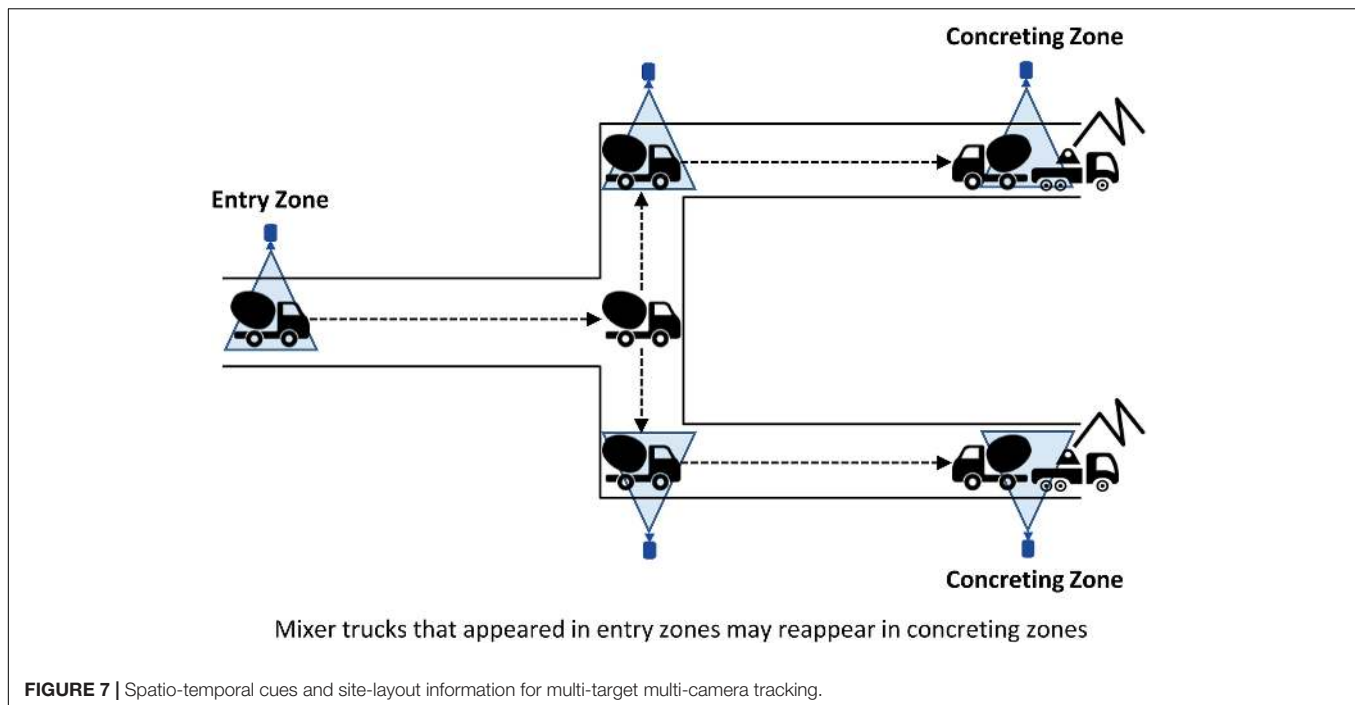 Concreting Zone
Entry Zone
Concreting Zone
Mixer trucks that appeared in entry zones may reappear in concreting zones
FIGURE 7 | Spatio-temporal cues and site-layout information for multi-target multi-camera tracking.